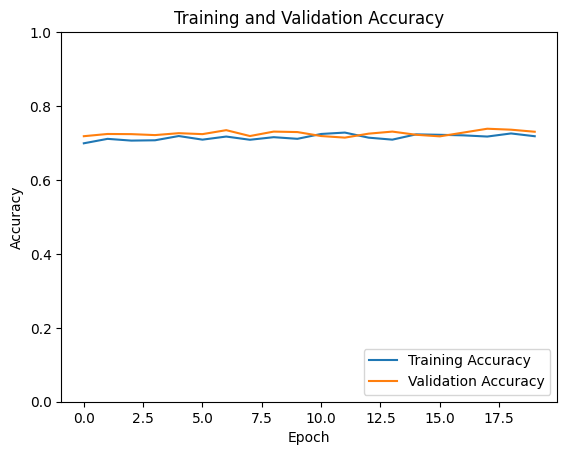 Training and Validation Accuracy
1.0
0.8
0.6
0.4
0.2
0.0
Accuracy
0.0 2.5 5.0 7.5 10.0 12.5 15.0 17.5
Epoch
Training Accuracy
Validation Accuracy